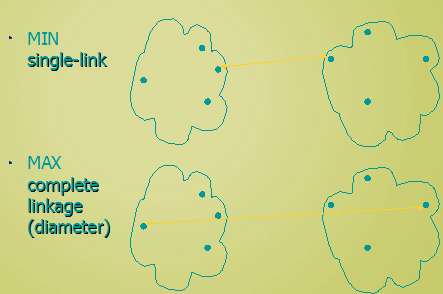 • MIN
single-link
• MAX
complete
linkage
(diameter)